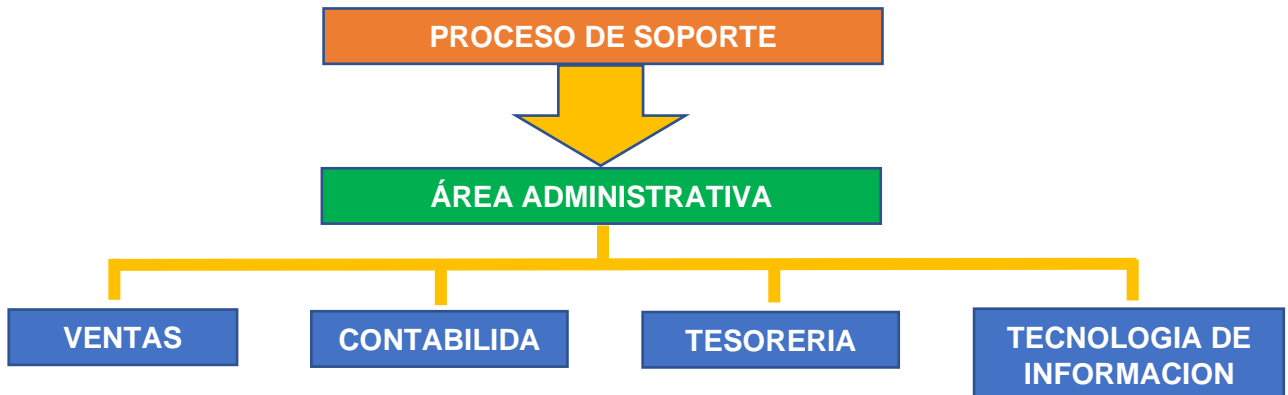 PROCESO DE SOPORTE
ÁREA ADMINISTRATIVA
VENTAS
CONTABILIDA
TESORERIA
TECNOLOGIA DE
INFORMACION